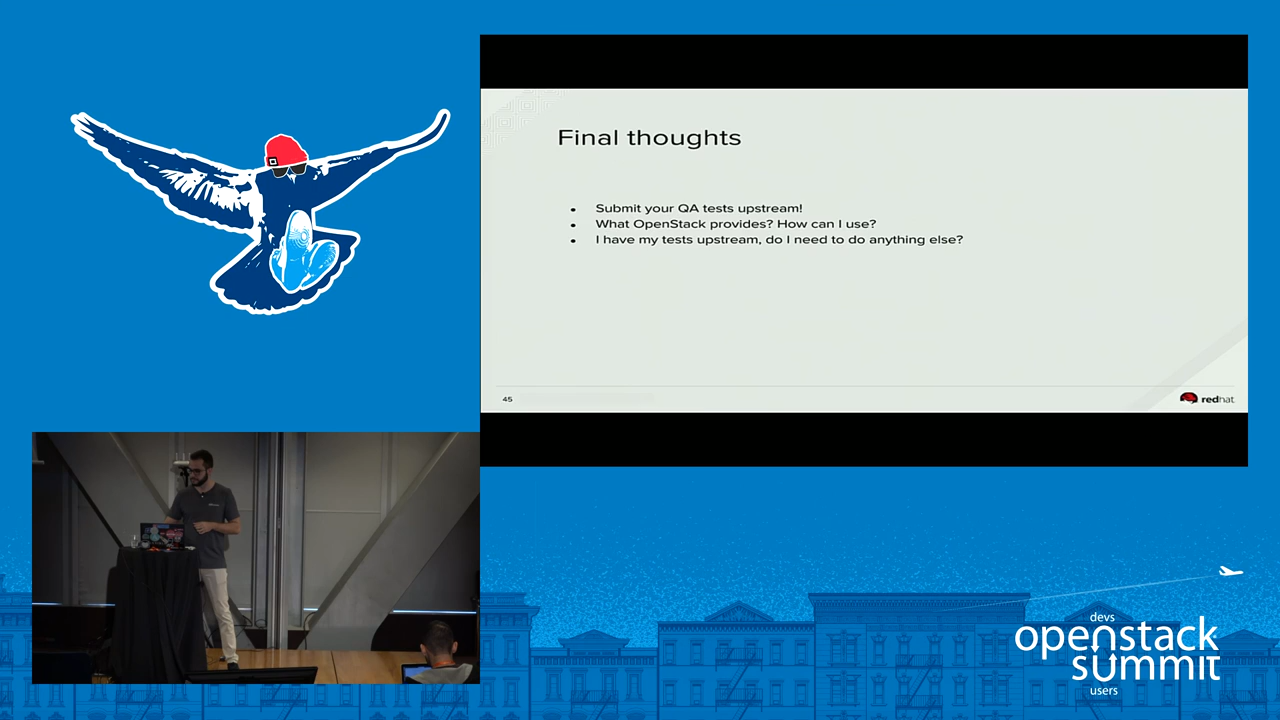 Final thoughts
• Submit your QA tests upstream!
• What OpenStack provides? How can I use?
• I have my tests upstream, do I need to do anything else?
45
redhat
devs
openstack
summit
users